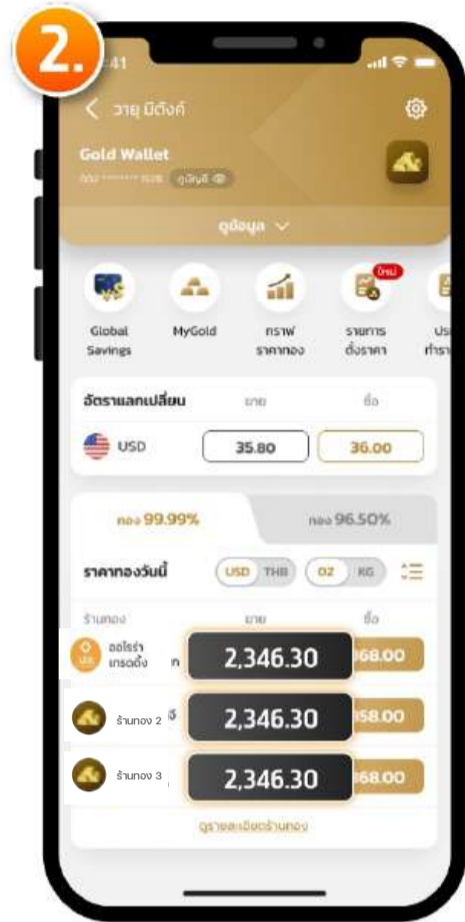 2.
:41
วายุ มีตังค์
Gold Wallet
ดูบัญชี
ดูข้อมูล
ใหม่
Global Savings
MyGold
กราฟ ราคาทอง
รายการ ตั้งราคา
อัตราแลกเปลี่ยน ขาย ซื้อ
USD 35.80 36.00
ทอง 99.99% ทอง 96.50%
ราคาทองวันนี้ USD THB OZ KG
ร้านทอง ขาย ซื้อ
ออโรร่า เทรดดิ้ง 2,346.30 68.00
ร้านทอง 2 2,346.30 58.00
ร้านทอง 3 2,346.30 68.00
ดูรายละเอียดร้านทอง